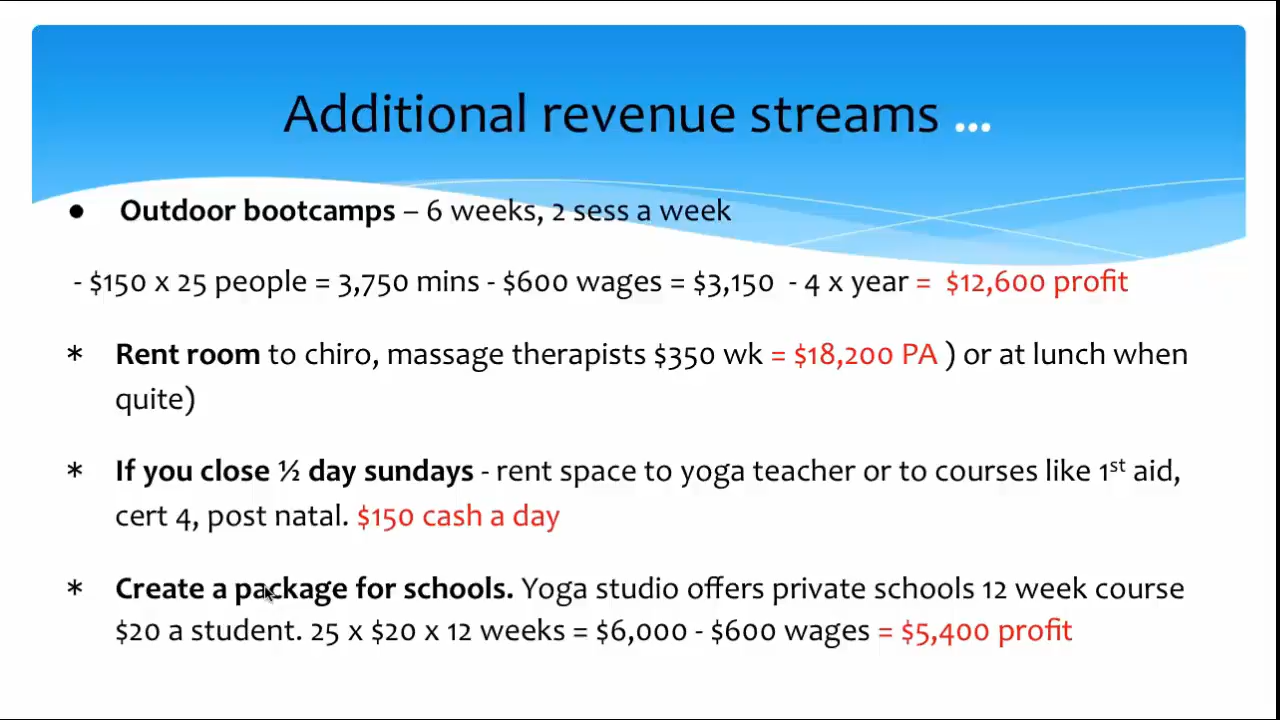 Additional revenue streams ...
● Outdoor bootcamps – 6 weeks, 2 sess a week
- $150 x 25 people = 3,750 mins - $600 wages = $3,150 - 4 x year = $12,600 profit
* Rent room to chiro, massage therapists $350 wk = $18,200 PA ) or at lunch when
quite)
* If you close ½ day sundays - rent space to yoga teacher or to courses like 1st aid,
cert 4, post natal. $150 cash a day
* Create a package for schools. Yoga studio offers private schools 12 week course
$20 a student. 25 x $20 x 12 weeks = $6,000 - $600 wages = $5,400 profit